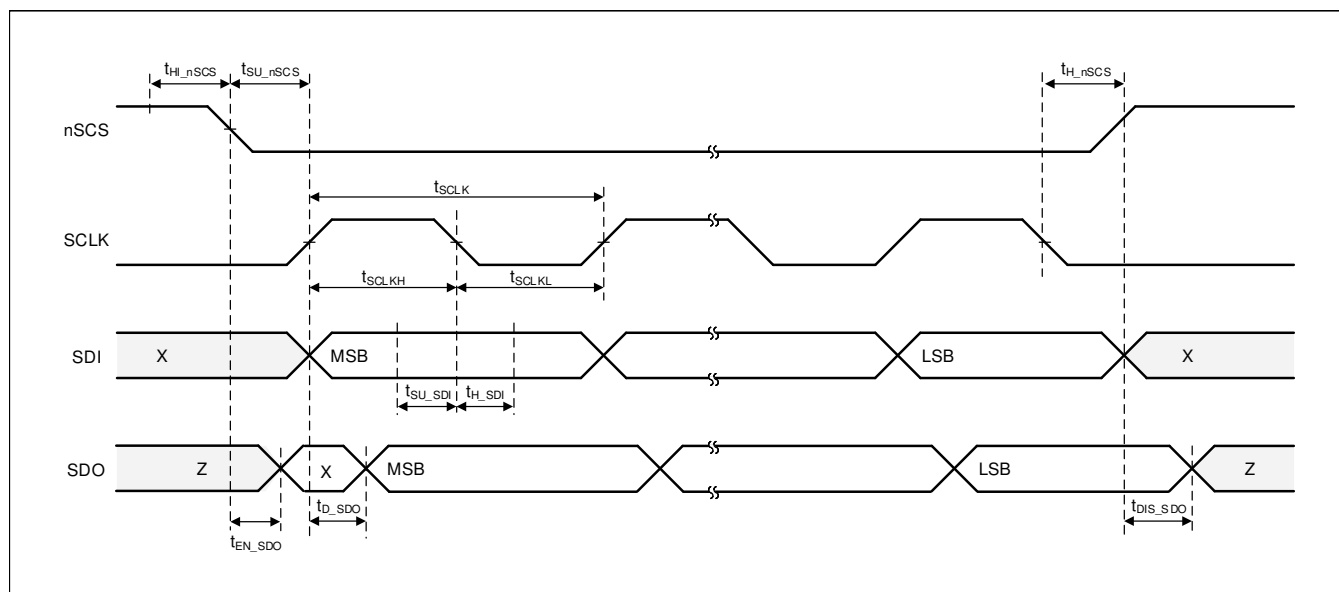 tHI_nSCS tSU_nSCS tH_nSCS
nSCS
tSCLK
SCLK
tSCLKH tSCLKL
SDI X MSB LSB X
tSU_SDI tH_SDI
SDO Z X MSB LSB Z
tD_SDO tDIS_SDO
tEN_SDO